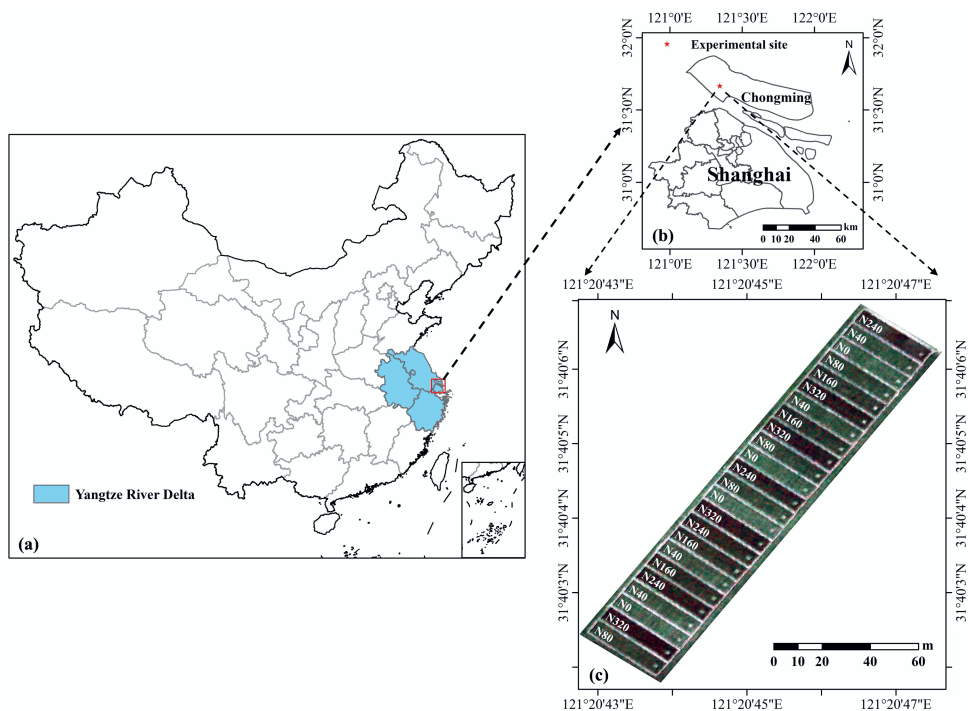 121°0'E 121°30'E 122°0'E
32°0'N
31°30'N
31°0'N
Experimental site
N
Chongming
Shanghai
km
0 10 20 40 60
(b)
32°0'N
31°30'N
31°0'N
121°0'E 121°30'E 122°0'E
Yangtze River Delta
(a)
121°20'43"E 121°20'45"E 121°20'47"E
31°40'6"N
31°40'5"N
31°40'4"N
31°40'3"N
N
N240
N40
N0
N80
N160
N320
N40
N160
N320
N80
N0
N240
N80
N0
N320
N240
N160
N40
N160
N240
N40
N0
N320
N80
m
0 10 20 40 60
(c)
31°40'6"N
31°40'5"N
31°40'4"N
31°40'3"N
121°20'43"E 121°20'45"E 121°20'47"E